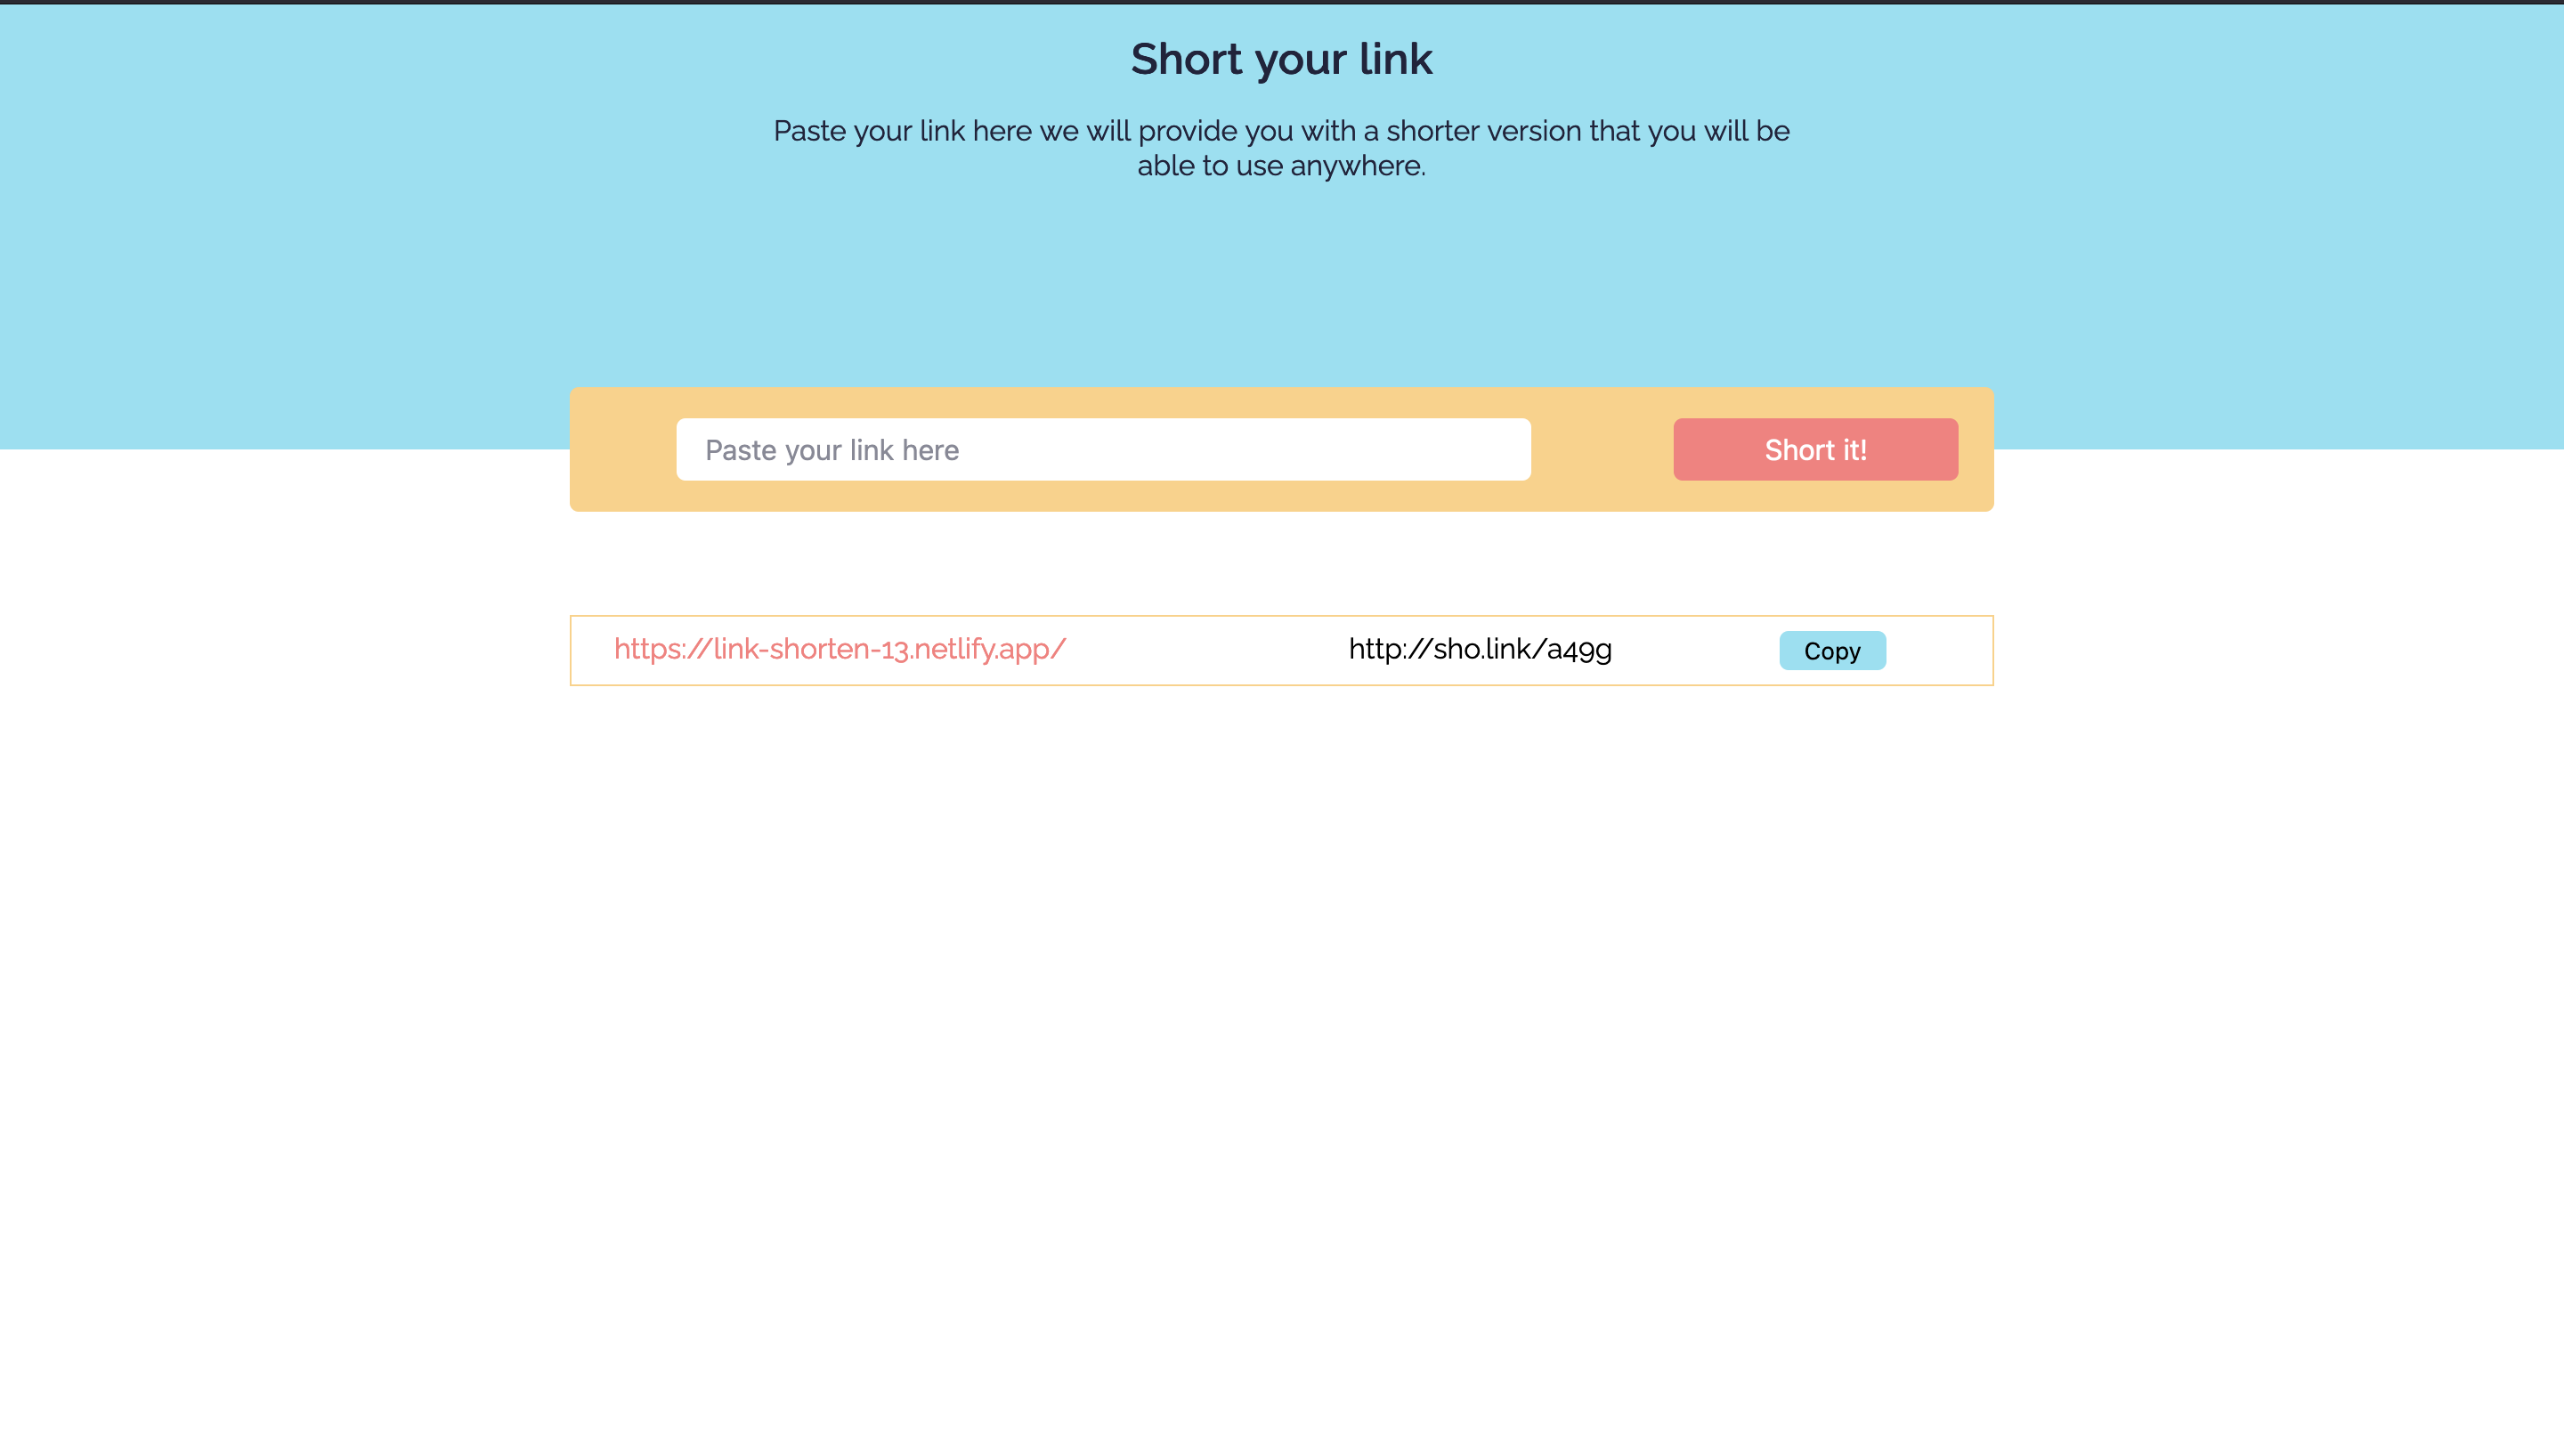 Short your link
Paste your link here we will provide you with a shorter version that you will be
able to use anywhere.
Paste your link here
Short it!
https://link-shorten-13.netlify.app/
http://sho.link/a49g
Copy